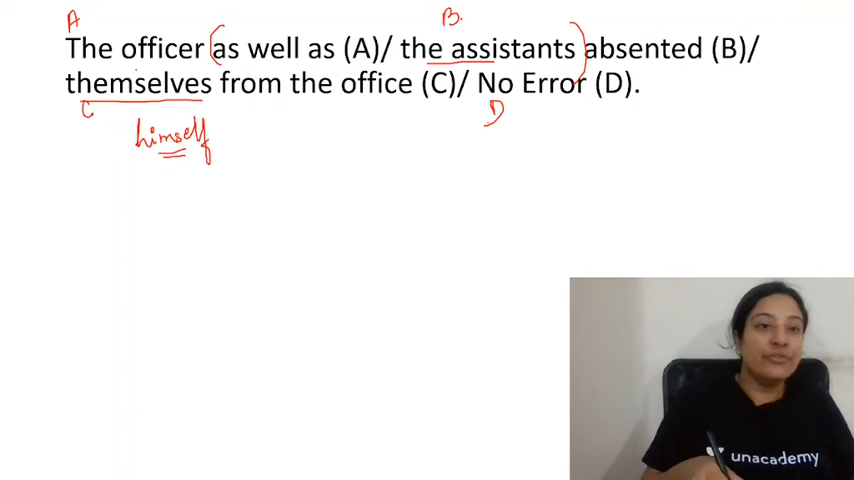 A B.
The officer (as well as (A)/ the assistants) absented (B)/
themselves from the office (C)/ No Error (D).
C D
himself
unacademy